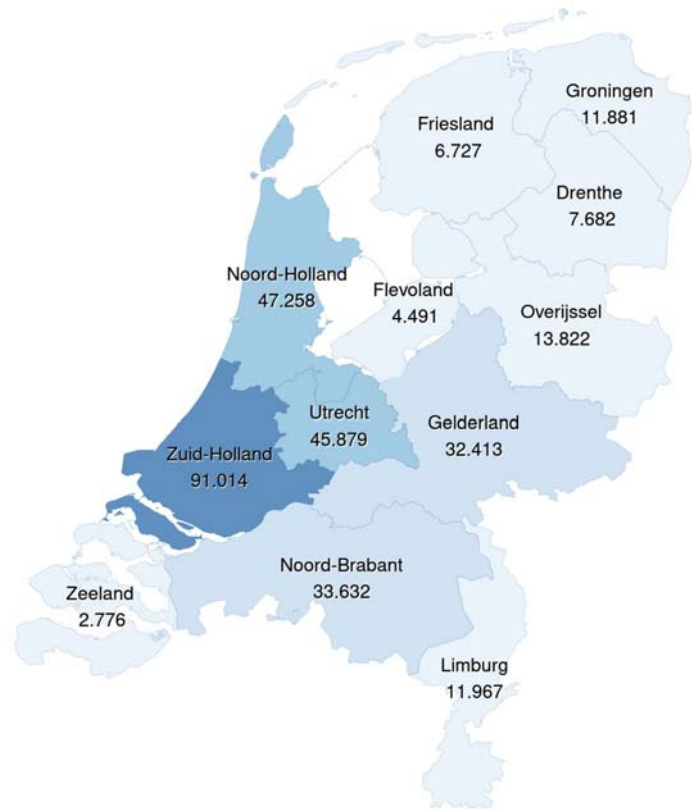 Groningen
11.881
Friesland
6.727
Drenthe
7.682
Noord-Holland
47.258
Flevoland
4.491
Overijssel
13.822
Utrecht
45.879
Gelderland
32.413
Zuid-Holland
91.014
Noord-Brabant
33.632
Zeeland
2.776
Limburg
11.967